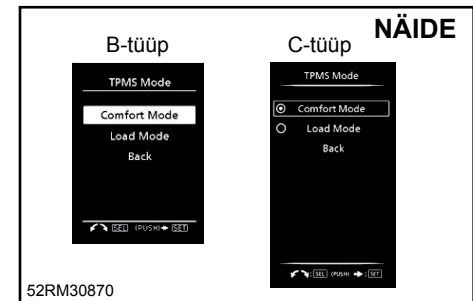 NÄIDE
B-tüüp
TPMS Mode
Comfort Mode
Load Mode
Back
SEL (PUSH) SET
C-tüüp
TPMS Mode
Comfort Mode
Load Mode
Back
:SEL (PUSH) :SET
52RM30870